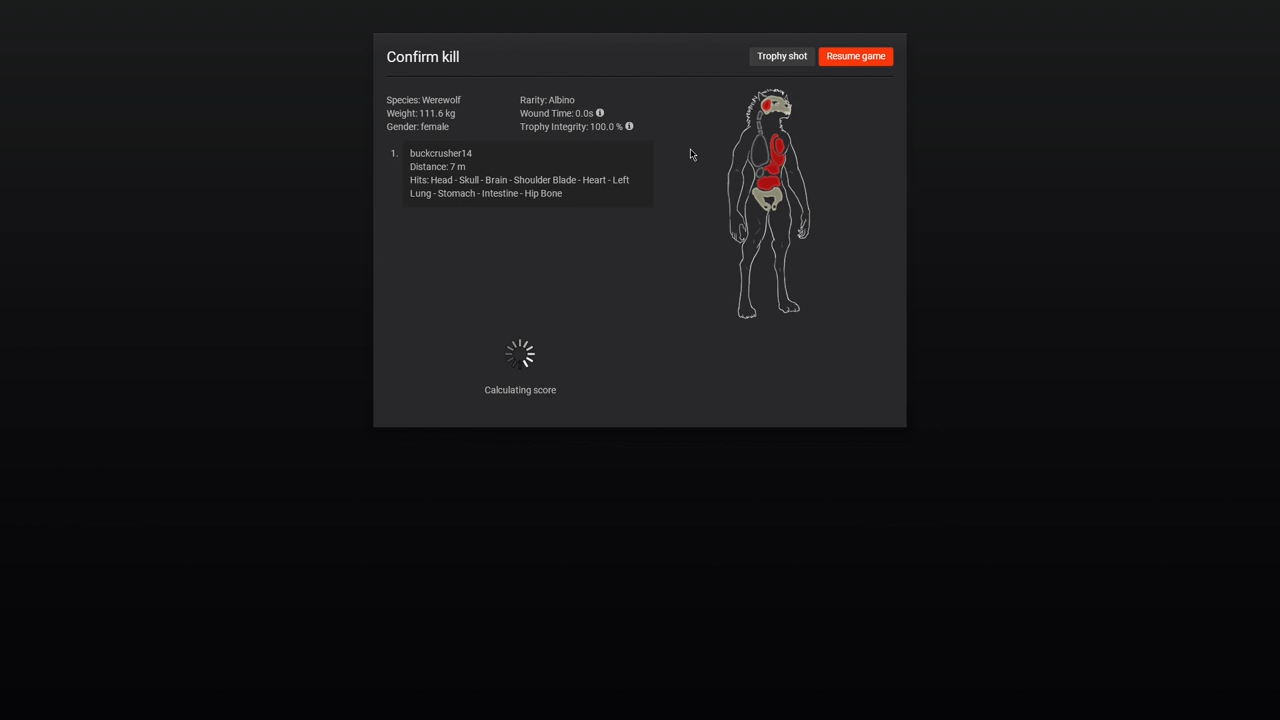 Confirm kill
Trophy shot
Resume game
Species: Werewolf
Rarity: Albino
Weight: 111.6 kg
Wound Time: 0.0s
Gender: female
Trophy Integrity: 100.0 %
1. buckcrusher14
Distance: 7 m
Hits: Head - Skull - Brain - Shoulder Blade - Heart - Left
Lung - Stomach - Intestine - Hip Bone
Calculating score